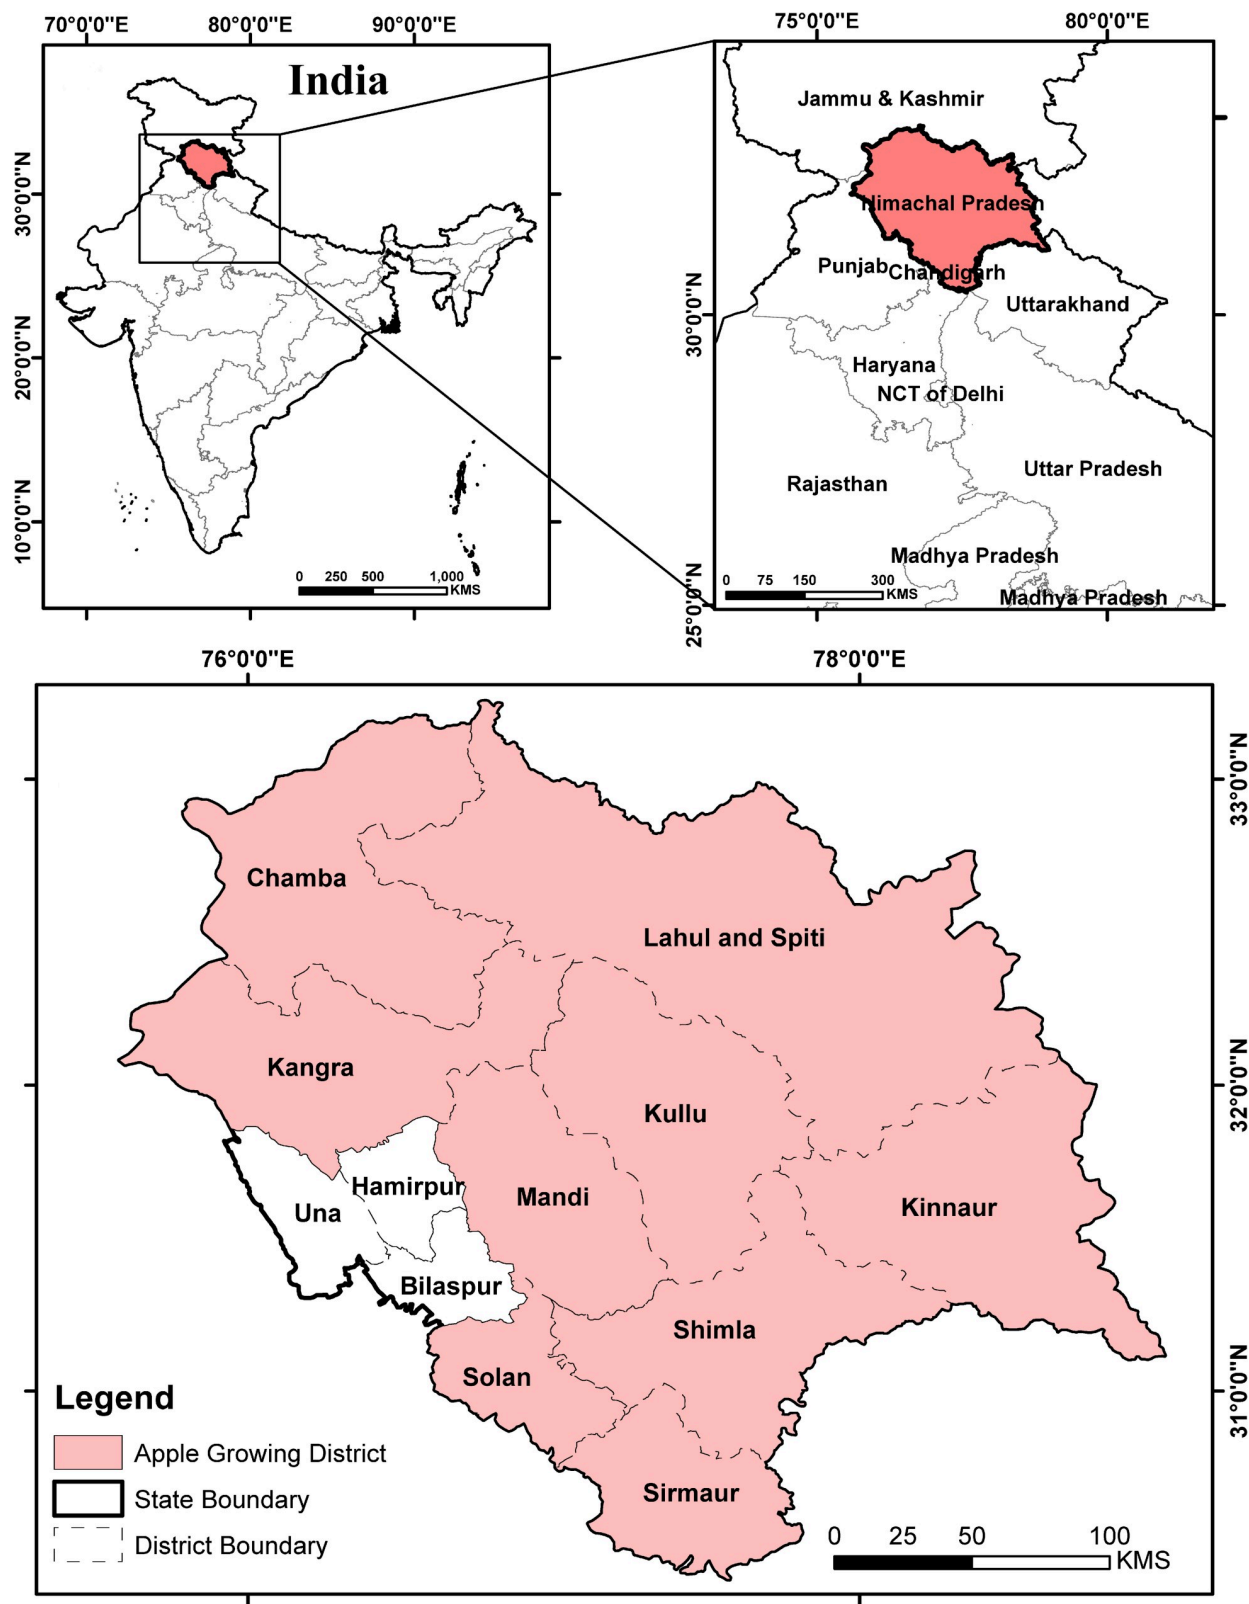 70°0'0"E 80°0'0"E 90°0'0"E
India
30°0'0"N
20°0'0"N
10°0'0"N
0 250 500 1,000
KMS
75°0'0"E 80°0'0"E
Jammu & Kashmir
Himachal Pradesh
Punjab
Chandigarh
Uttarakhand
Haryana
NCT of Delhi
Uttar Pradesh
Rajasthan
Madhya Pradesh
Madhya Pradesh
30°0'0"N
25°0'0"N
0 75 150 300
KMS
76°0'0"E 78°0'0"E
33°0'0"N
32°0'0"N
31°0'0"N
Chamba
Lahul and Spiti
Kangra
Kullu
Hamirpur
Mandi
Una
Kinnaur
Bilaspur
Shimla
Solan
Sirmaur
Legend
Apple Growing District
State Boundary
District Boundary
0 25 50 100
KMS